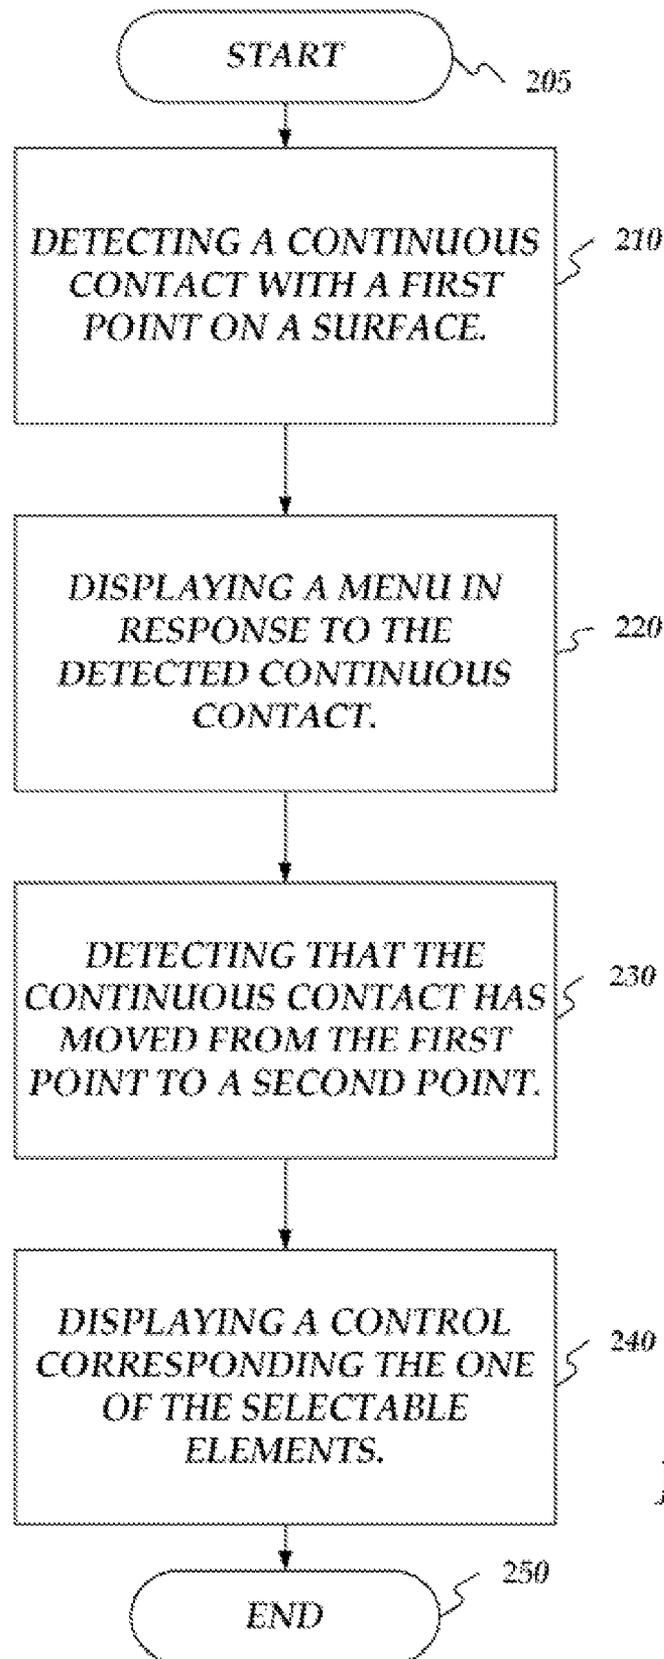 START
205
DETECTING A CONTINUOUS
CONTACT WITH A FIRST
POINT ON A SURFACE.
210
DISPLAYING A MENU IN
RESPONSE TO THE
DETECTED CONTINUOUS
CONTACT.
220
DETECTING THAT THE
CONTINUOUS CONTACT HAS
MOVED FROM THE FIRST
POINT TO A SECOND POINT.
230
DISPLAYING A CONTROL
CORRESPONDING THE ONE
OF THE SELECTABLE
ELEMENTS.
240
END
250